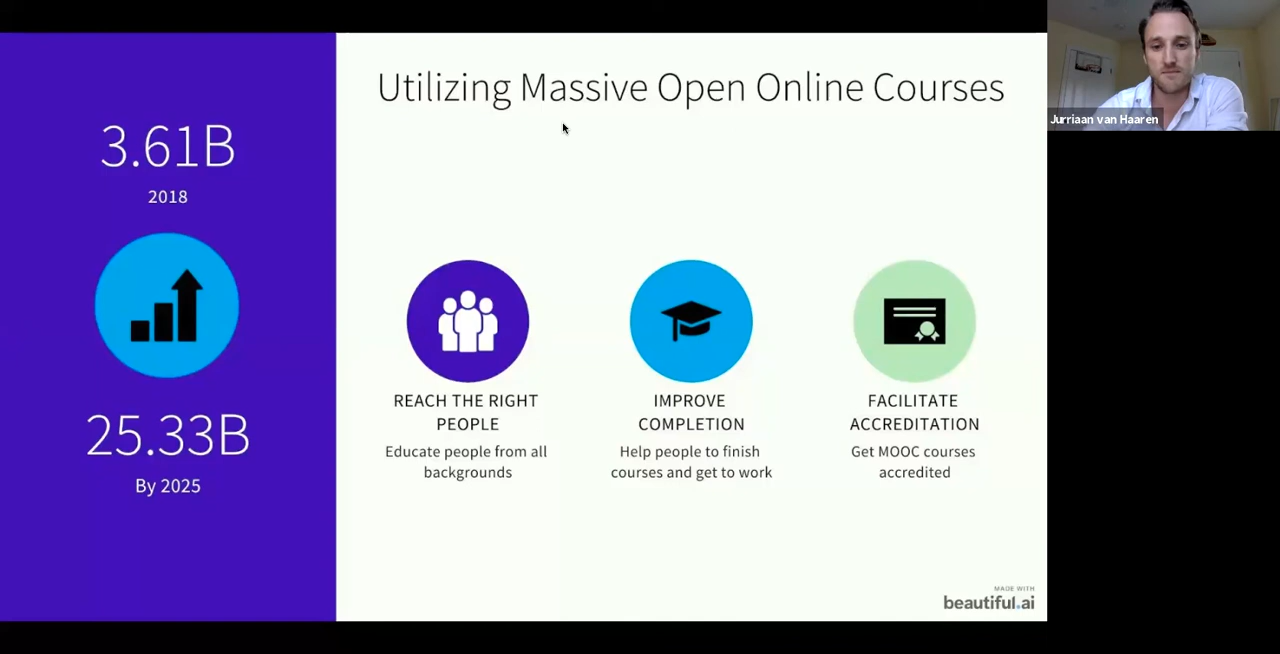 Utilizing Massive Open Online Courses
3.61B
2018
25.33B
By 2025
REACH THE RIGHT
PEOPLE
Educate people from all
backgrounds
IMPROVE
COMPLETION
Help people to finish
courses and get to work
FACILITATE
ACCREDITATION
Get MOOC courses
accredited
MADE WITH
beautiful.ai
Jurriaan van Haaren